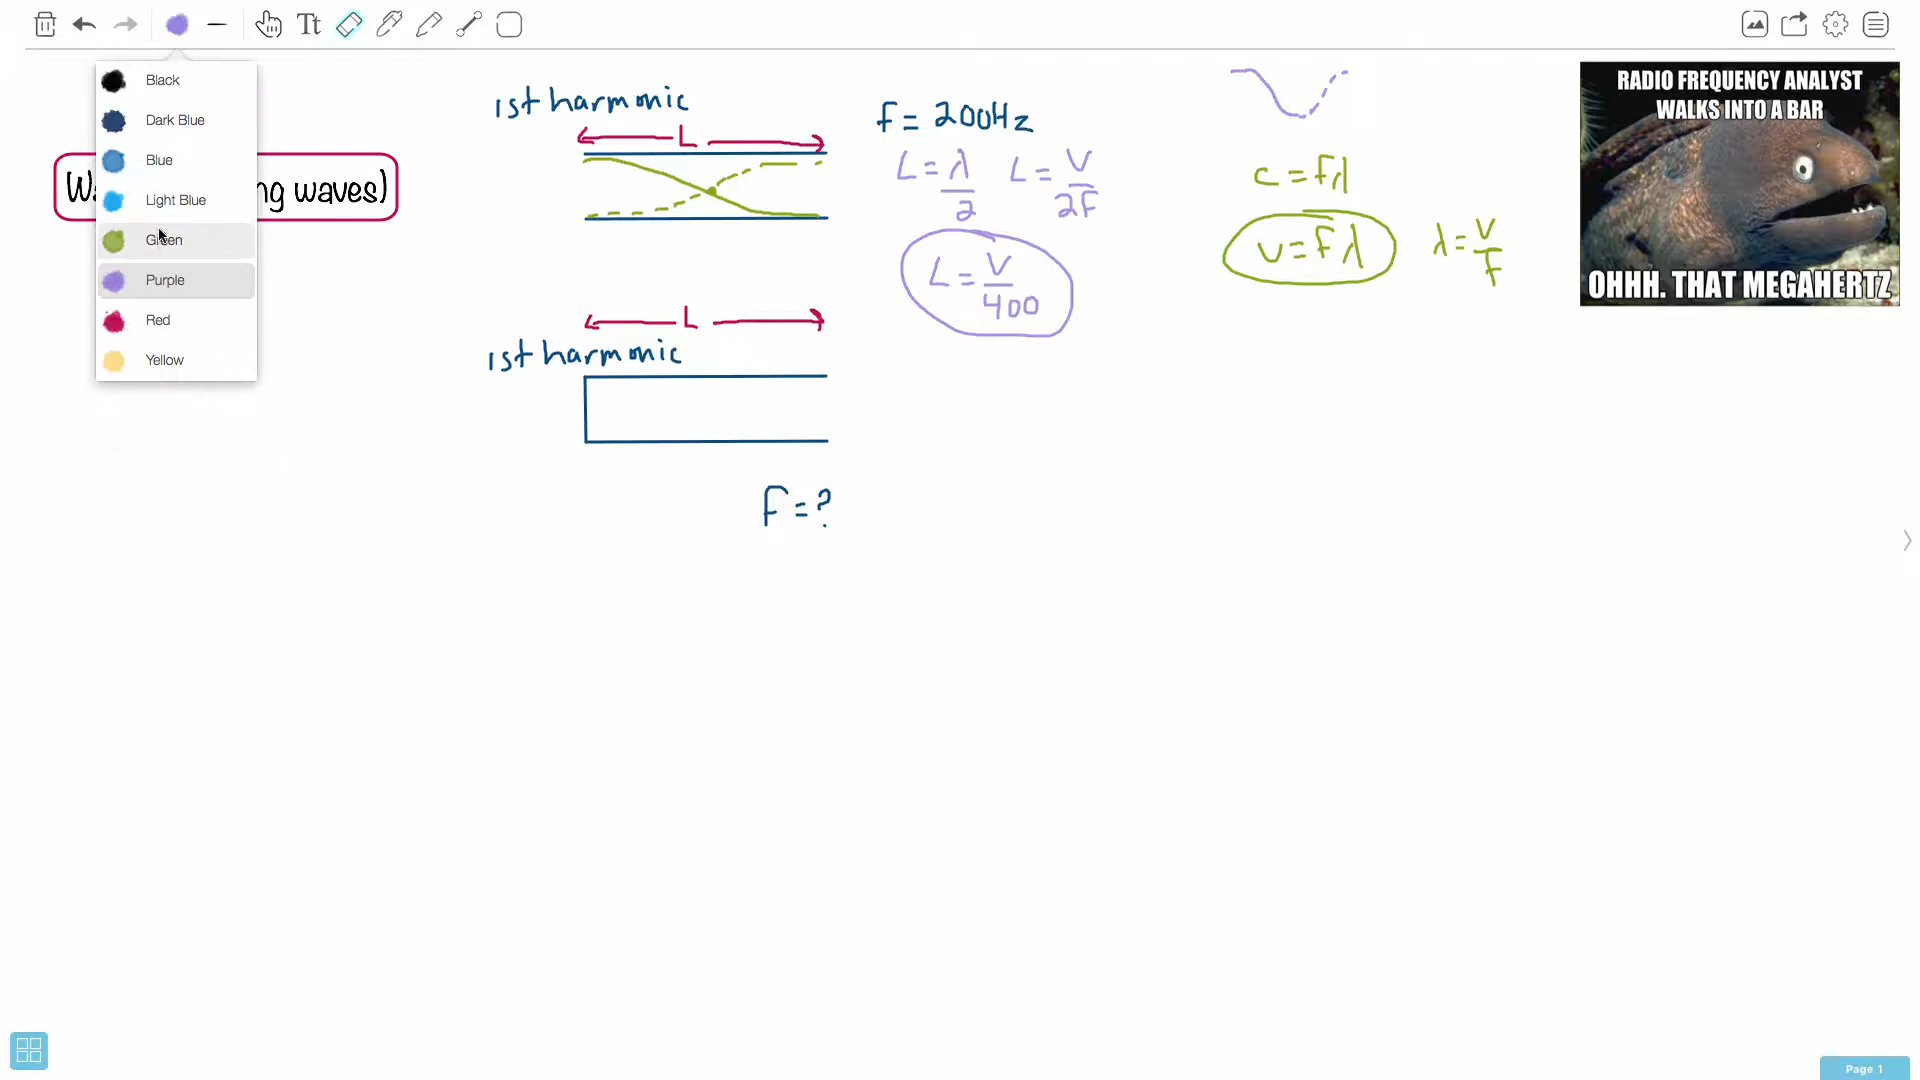 Tt
Black
Dark Blue
Blue
Light Blue
Green
Purple
Red
Yellow
ng waves)
1st harmonic
L
f = 200Hz
L = λ/2 L = V/2F
L = V/400
c = fλ
v = fλ
λ = V/f
RADIO FREQUENCY ANALYST
WALKS INTO A BAR
OHHH. THAT MEGAHERTZ
L
1st harmonic
F = ?
Page 1